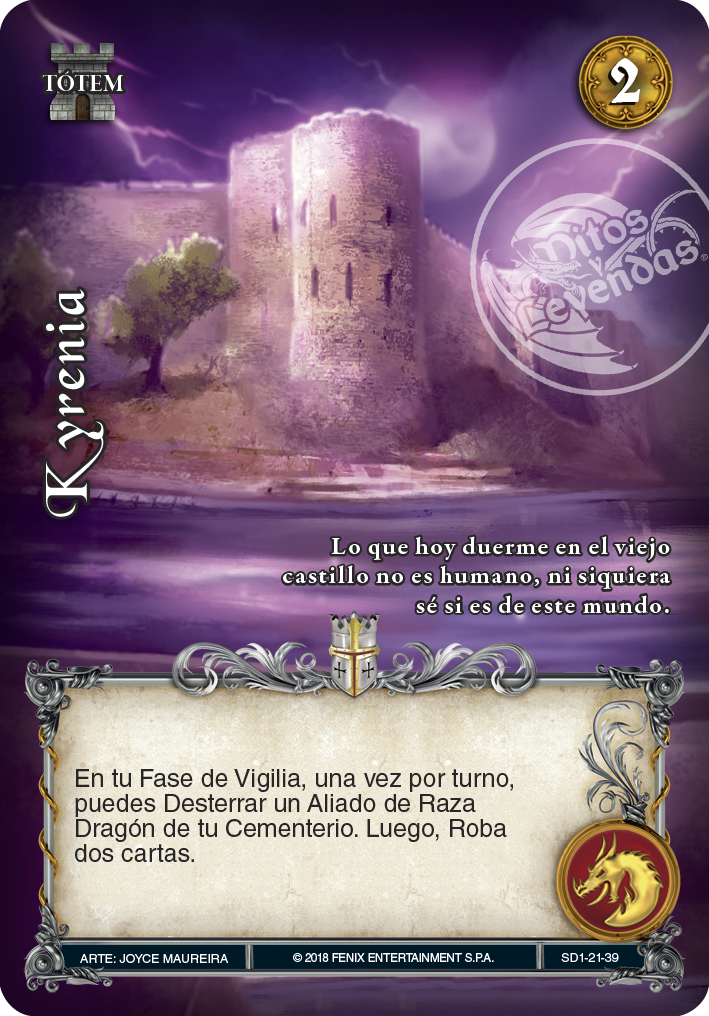 TÓTEM
2
Mitos
y
Leyendas
®
Kyrenia
Lo que hoy duerme en el viejo
castillo no es humano, ni siquiera
sé si es de este mundo.
En tu Fase de Vigilia, una vez por turno,
puedes Desterrar un Aliado de Raza
Dragón de tu Cementerio. Luego, Roba
dos cartas.
ARTE: JOYCE MAUREIRA
© 2018 FENIX ENTERTAINMENT S.P.A.
SD1-21-39